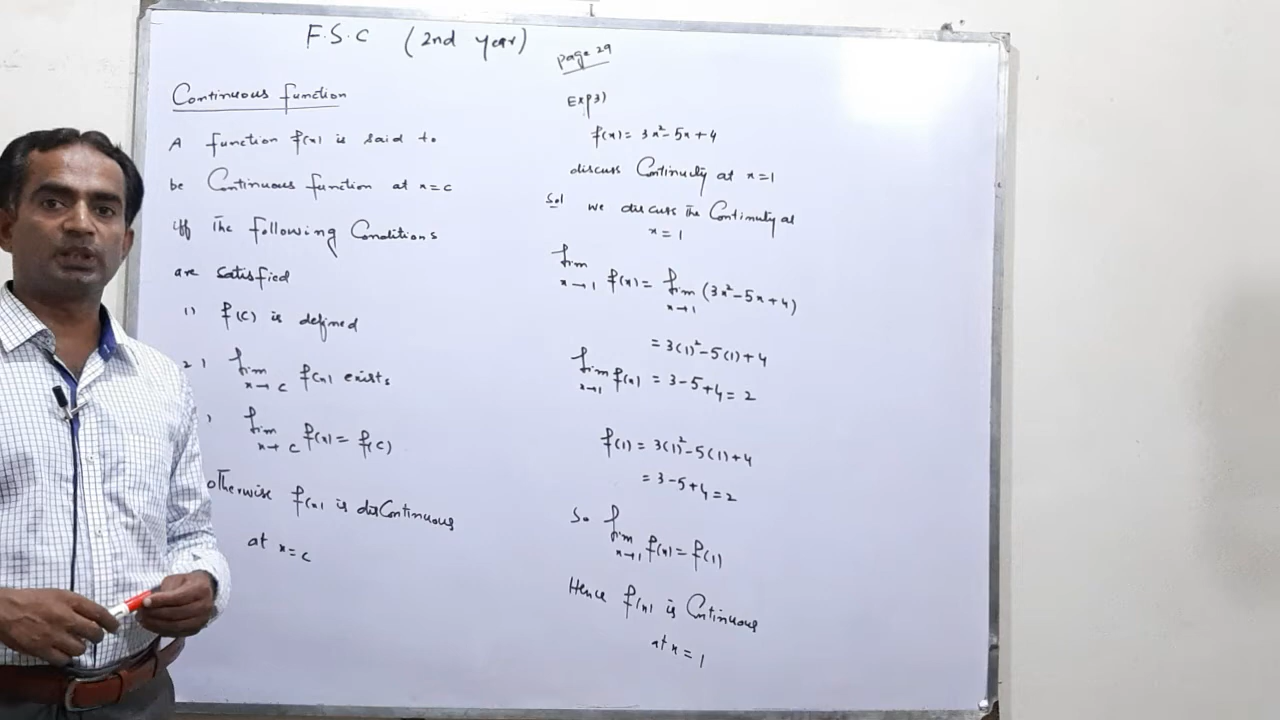 F.S.C (2nd year)
Continuous function
A function f(x) is said to
be Continuous function at x=c
iff The following Conditions
are satisfied
1) f(c) is defined
2) lim x→c f(x) exists
) lim x→c f(x) = f(c)
otherwise f(x) is disContinuous
at x=c
page 29
Exp3)
f(x) = 3x²-5x+4
discuss Continuity at x=1
Sol we discuss the Continuity at
x=1
lim x→1 f(x) = lim x→1 (3x²-5x+4)
= 3(1)²-5(1)+4
lim x→1 f(x) = 3-5+4=2
f(1) = 3(1)²-5(1)+4
= 3-5+4=2
So lim x→1 f(x) = f(1)
Hence f(x) is Continuous
at x=1